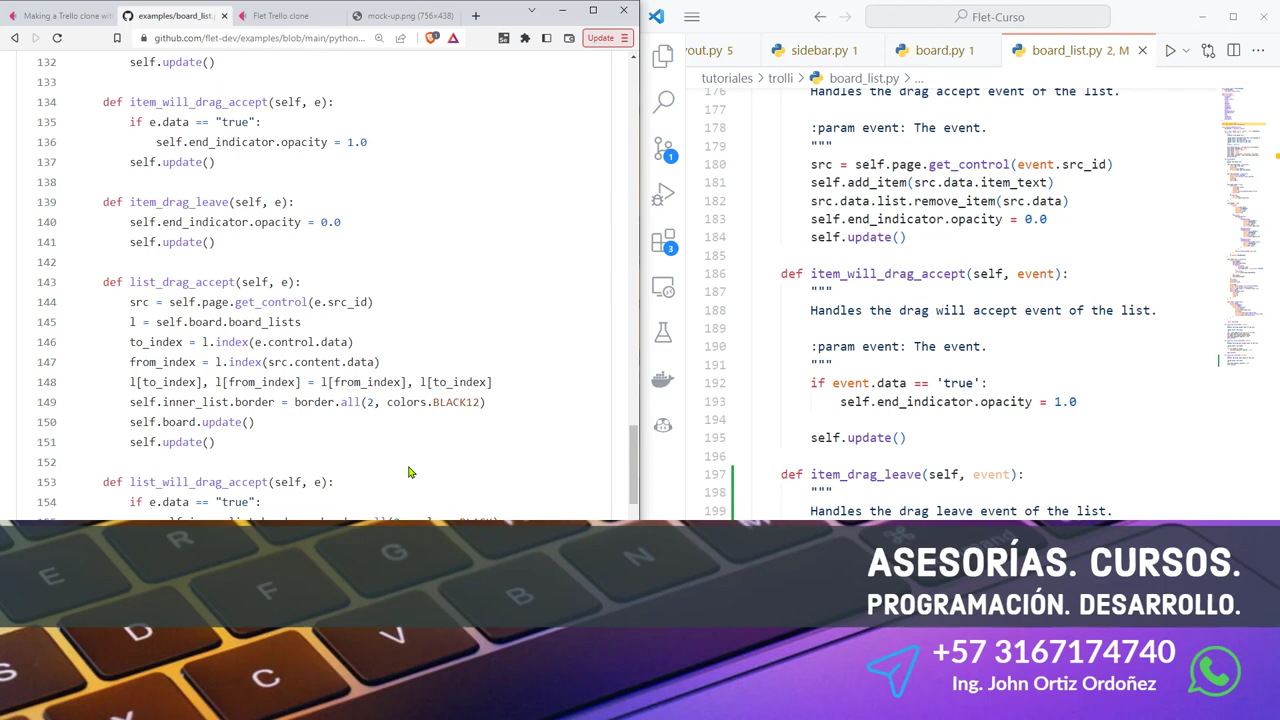 Making a Trello clone wit
examples/board_list.
Flet Trello clone
mock-up.png (756×438)
Flet-Curso
github.com/flet-dev/examples/blob/main/python...
Update
yout.py 5
sidebar.py 1
board.py 1
board_list.py 2, M
tutoriales > trolli > board_list.py > ...
132 self.update()
134 def item_will_drag_accept(self, e):
135 if e.data == "true":
136 self.end_indicator.opacity = 1.0
137 self.update()
138
139 def item_drag_leave(self, e):
140 self.end_indicator.opacity = 0.0
141 self.update()
142
143 def list_drag_accept(self, e):
144 src = self.page.get_control(e.src_id)
145 l = self.board.board_lists
146 to_index = l.index(e.control.data)
147 from_index = l.index(src.content.data)
148 l[to_index], l[from_index] = l[from_index], l[to_index]
149 self.inner_list.border = border.all(2, colors.BLACK12)
150 self.board.update()
151 self.update()
152
153 def list_will_drag_accept(self, e):
154 if e.data == "true":
176 Handles the drag accept event of the list.
177
178 :param event: The event.
179 """
180 src = self.page.get_control(event.src_id)
181 self.add_item(src.data.item_text)
182 src.data.list.remove_item(src.data)
183 self.end_indicator.opacity = 0.0
184 self.update()
185
186 def item_will_drag_accept(self, event):
187 """
188 Handles the drag will accept event of the list.
189
190 :param event: The event.
191 """
192 if event.data == 'true':
193 self.end_indicator.opacity = 1.0
194
195 self.update()
196
197 def item_drag_leave(self, event):
198 """
199 Handles the drag leave event of the list.
1
3
ASESORÍAS. CURSOS.
PROGRAMACIÓN. DESARROLLO.
+57 3167174740
Ing. John Ortiz Ordoñez